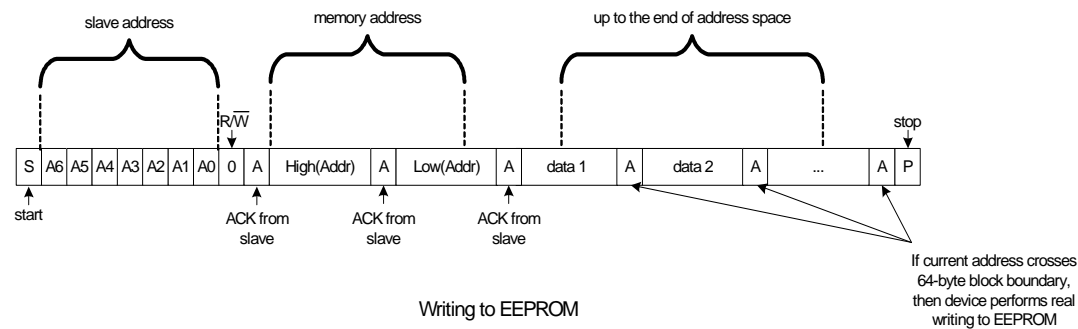 slave address memory address up to the end of address space
R/W stop
S A6 A5 A4 A3 A2 A1 A0 0 A High(Addr) A Low(Addr) A data 1 A data 2 A ... A P
start
ACK from
slave
ACK from
slave
ACK from
slave
If current address crosses
64-byte block boundary,
then device performs real
writing to EEPROM
Writing to EEPROM